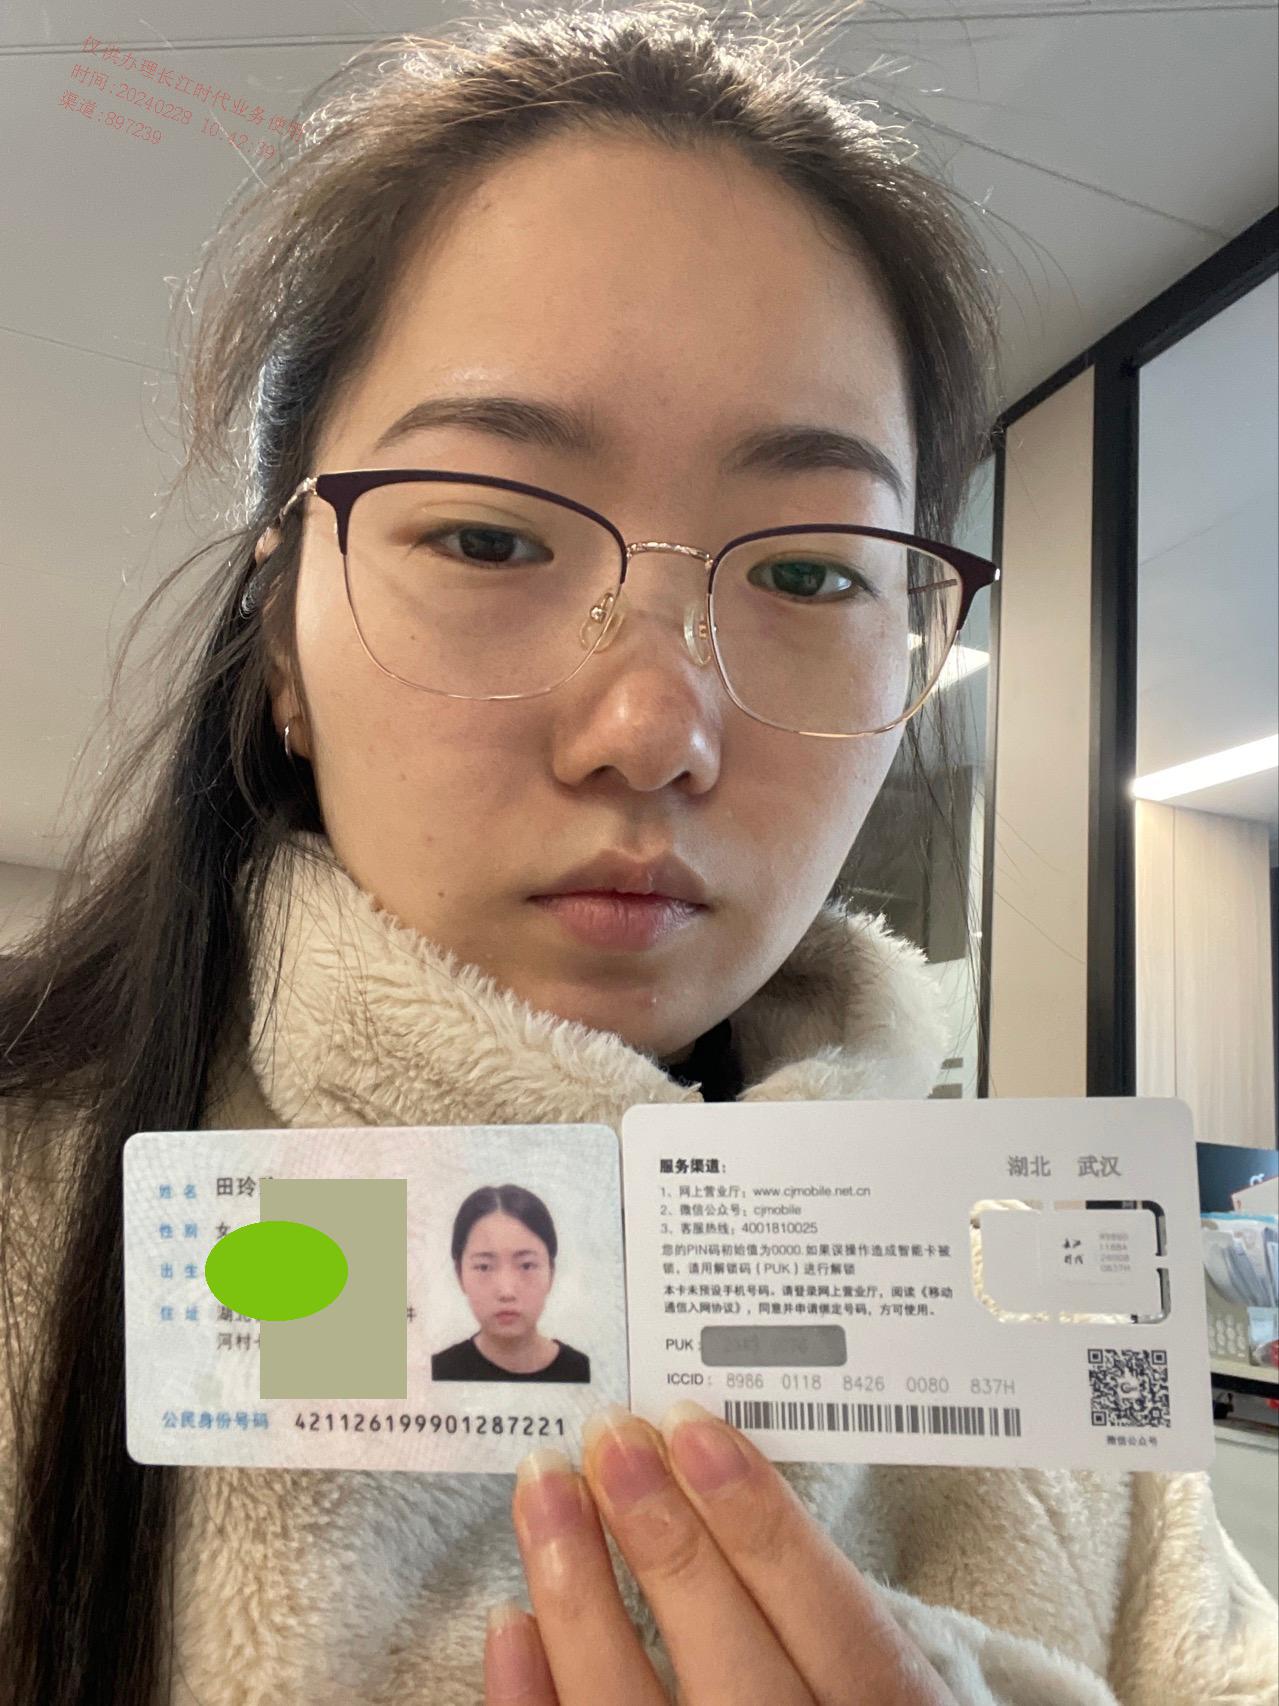 仅供办理长江时代业务使用
时间:20240228 10:42:39
渠道:897239
姓名 田玲
性别 女
出生
住址
河村
公民身份号码 421126199901287221
服务渠道：
湖北 武汉
1、网上营业厅：www.cjmobile.net.cn
2、微信公众号：cjmobile
3、客服热线：4001810025
您的PIN码初始值为0000.如果误操作造成智能卡被
锁，请用解锁码（PUK）进行解锁
本卡未预设手机号码。请登录网上营业厅，阅读《移动
通信入网协议》，同意并申请绑定号码，方可使用。
PUK:
ICCID: 8986 0118 8426 0080 837H
微信公众号